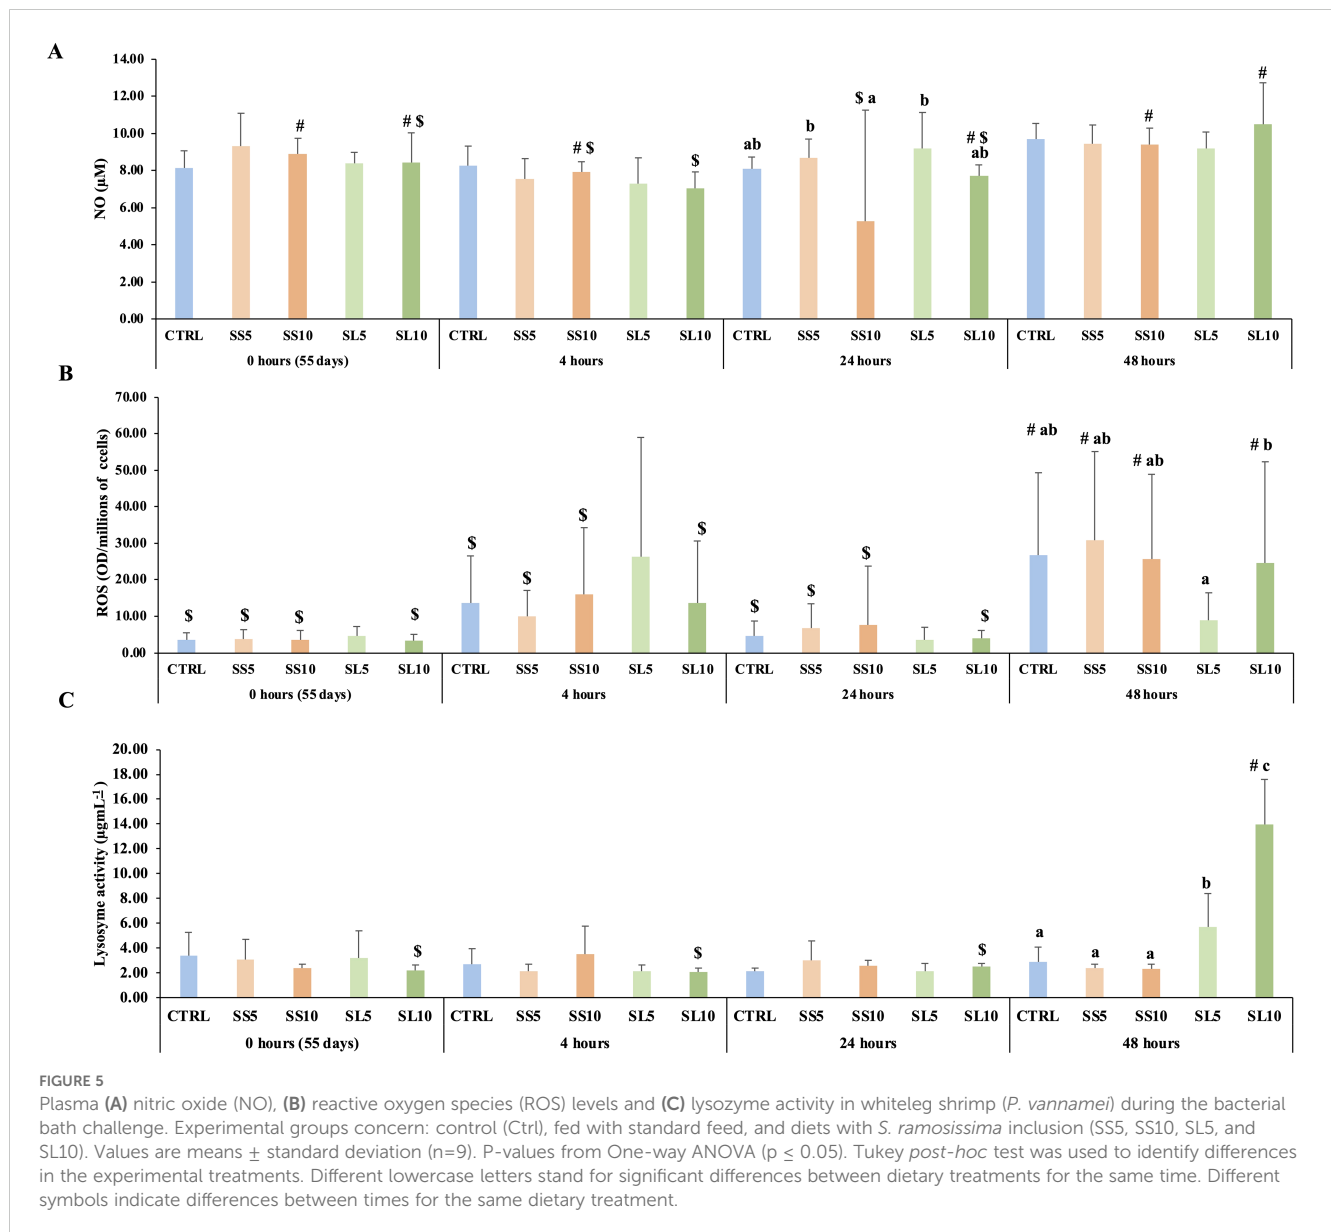 A
14.00
12.00
10.00
8.00
6.00
4.00
2.00
0.00
NO (µM)
# # $ # $ $ ab b $ a b # $ ab # #
CTRL SS5 SS10 SL5 SL10 CTRL SS5 SS10 SL5 SL10 CTRL SS5 SS10 SL5 SL10 CTRL SS5 SS10 SL5 SL10
0 hours (55 days) 4 hours 24 hours 48 hours
B
70.00
60.00
50.00
40.00
30.00
20.00
10.00
0.00
ROS (OD/millions of ccells)
$ $ $ $ $ $ $ $ $ $ $ $ # ab # ab # ab a # b
CTRL SS5 SS10 SL5 SL10 CTRL SS5 SS10 SL5 SL10 CTRL SS5 SS10 SL5 SL10 CTRL SS5 SS10 SL5 SL10
0 hours (55 days) 4 hours 24 hours 48 hours
C
20.00
18.00
16.00
14.00
12.00
10.00
8.00
6.00
4.00
2.00
0.00
Lysosyme activity (µgmL-1)
$ $ $ a a a b # c
CTRL SS5 SS10 SL5 SL10 CTRL SS5 SS10 SL5 SL10 CTRL SS5 SS10 SL5 SL10 CTRL SS5 SS10 SL5 SL10
0 hours (55 days) 4 hours 24 hours 48 hours
FIGURE 5
Plasma (A) nitric oxide (NO), (B) reactive oxygen species (ROS) levels and (C) lysozyme activity in whiteleg shrimp (P. vannamei) during the bacterial
bath challenge. Experimental groups concern: control (Ctrl), fed with standard feed, and diets with S. ramosissima inclusion (SS5, SS10, SL5, and
SL10). Values are means ± standard deviation (n=9). P-values from One-way ANOVA (p ≤ 0.05). Tukey post-hoc test was used to identify differences
in the experimental treatments. Different lowercase letters stand for significant differences between dietary treatments for the same time. Different
symbols indicate differences between times for the same dietary treatment.